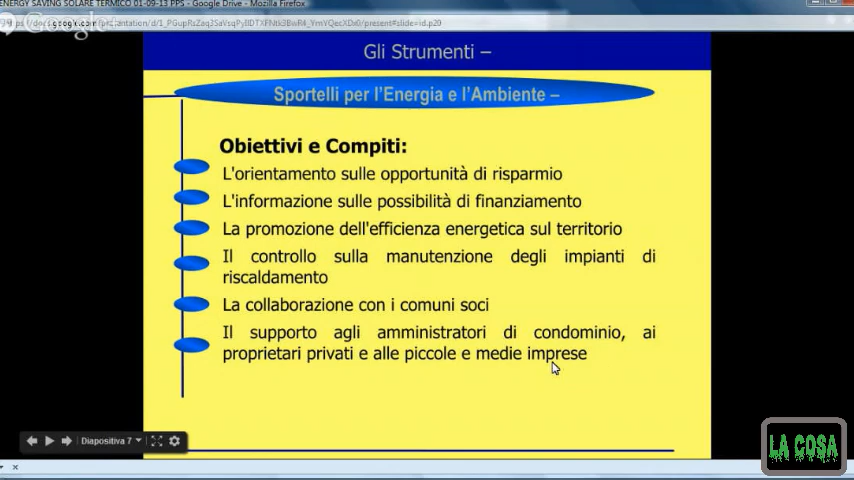 ENERGY SAVING SOLARE TERMICO 01-09-13 PPS - Google Drive - Mozilla Firefox
Google+
Gli Strumenti –
Sportelli per l'Energia e l'Ambiente –
Obiettivi e Compiti:
L'orientamento sulle opportunità di risparmio
L'informazione sulle possibilità di finanziamento
La promozione dell'efficienza energetica sul territorio
Il controllo sulla manutenzione degli impianti di
riscaldamento
La collaborazione con i comuni soci
Il supporto agli amministratori di condominio, ai
proprietari privati e alle piccole e medie imprese
Diapositiva 7
LA COSA